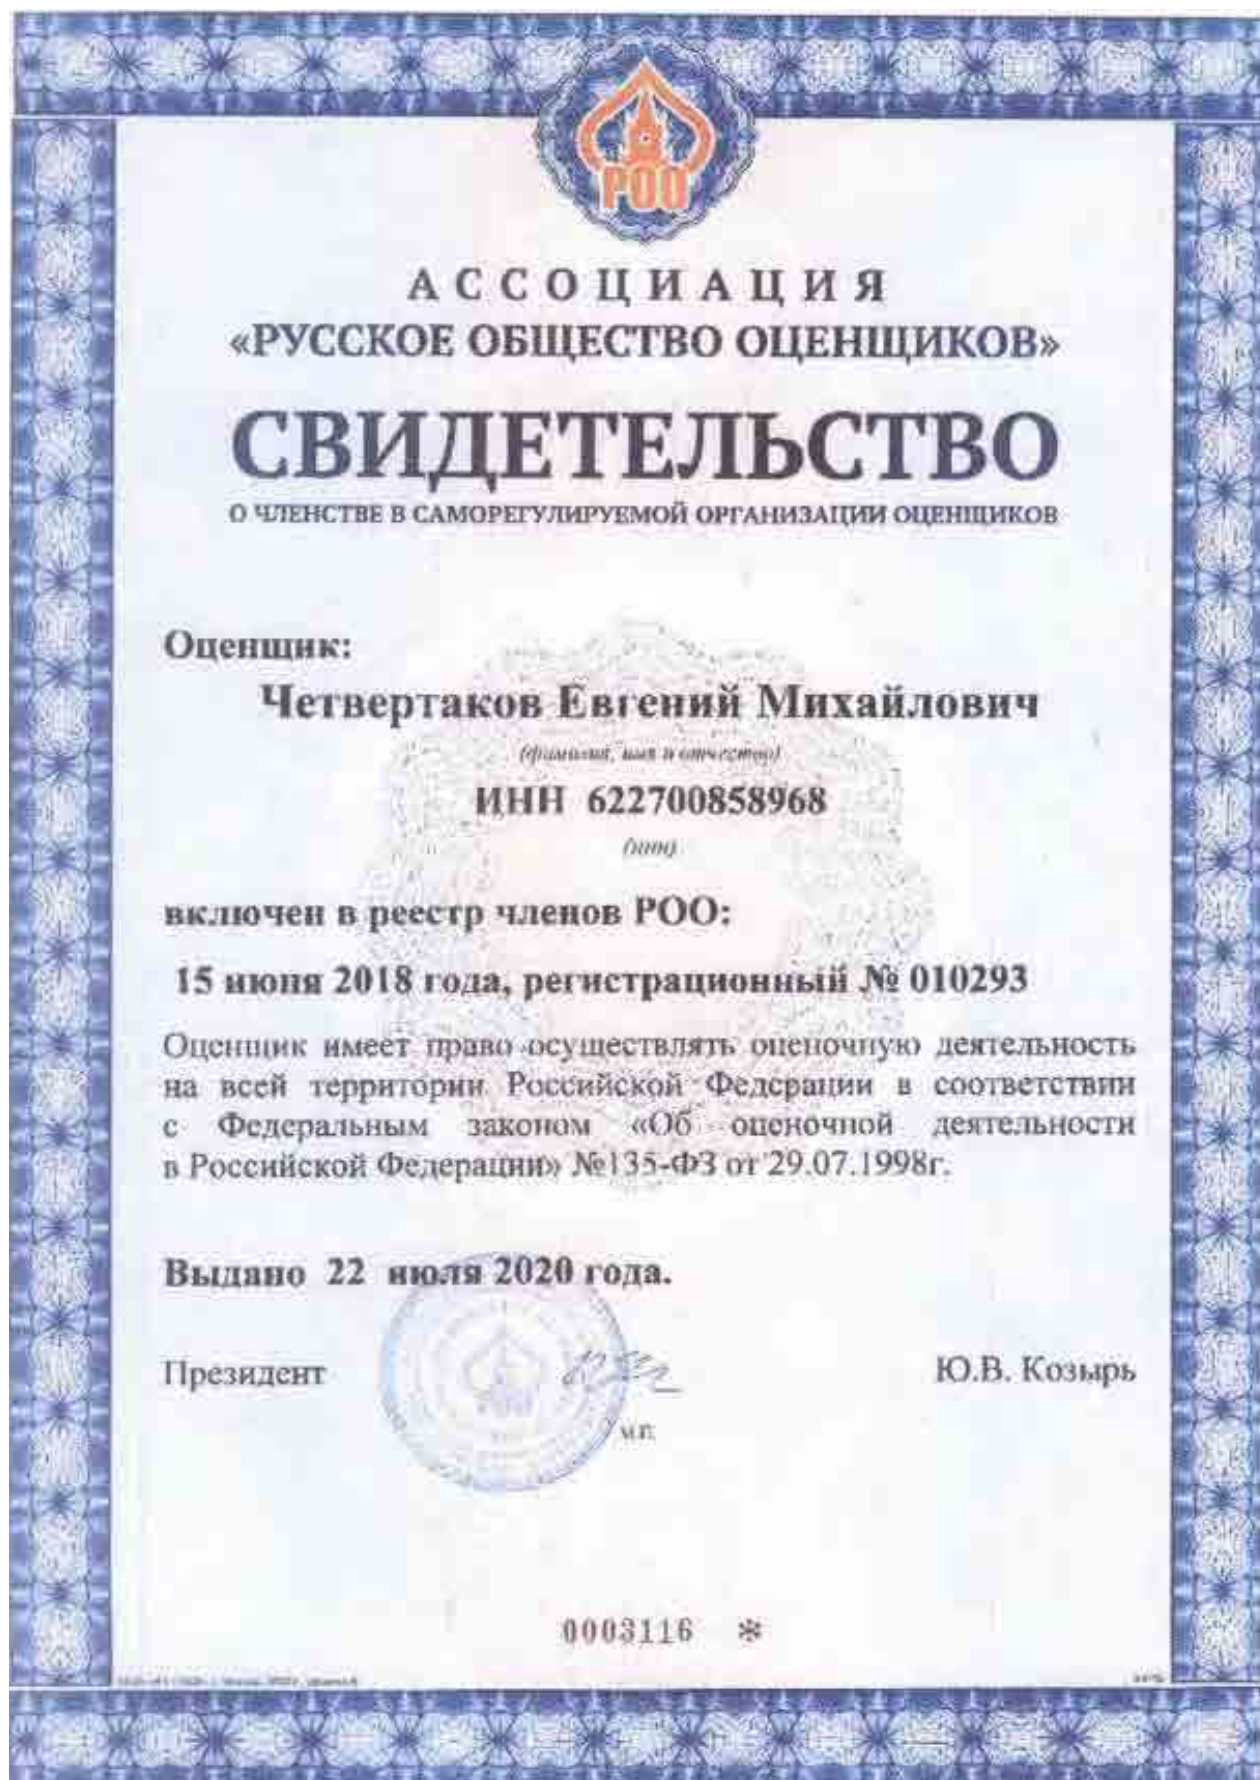 РОО
АССОЦИАЦИЯ
«РУССКОЕ ОБЩЕСТВО ОЦЕНЩИКОВ»
СВИДЕТЕЛЬСТВО
О ЧЛЕНСТВЕ В САМОРЕГУЛИРУЕМОЙ ОРГАНИЗАЦИИ ОЦЕНЩИКОВ
Оценщик:
Четвертаков Евгений Михайлович
(фамилия, имя и отчество)
ИНН 622700858968
включен в реестр членов РОО:
15 июня 2018 года, регистрационный № 010293
Оценщик имеет право осуществлять оценочную деятельность
на всей территории Российской Федерации в соответствии
с Федеральным законом «Об оценочной деятельности
в Российской Федерации» №135-ФЗ от 29.07.1998г.
Выдано 22 июля 2020 года.
Президент
Ю.В. Козырь
М.П.
0003116 *